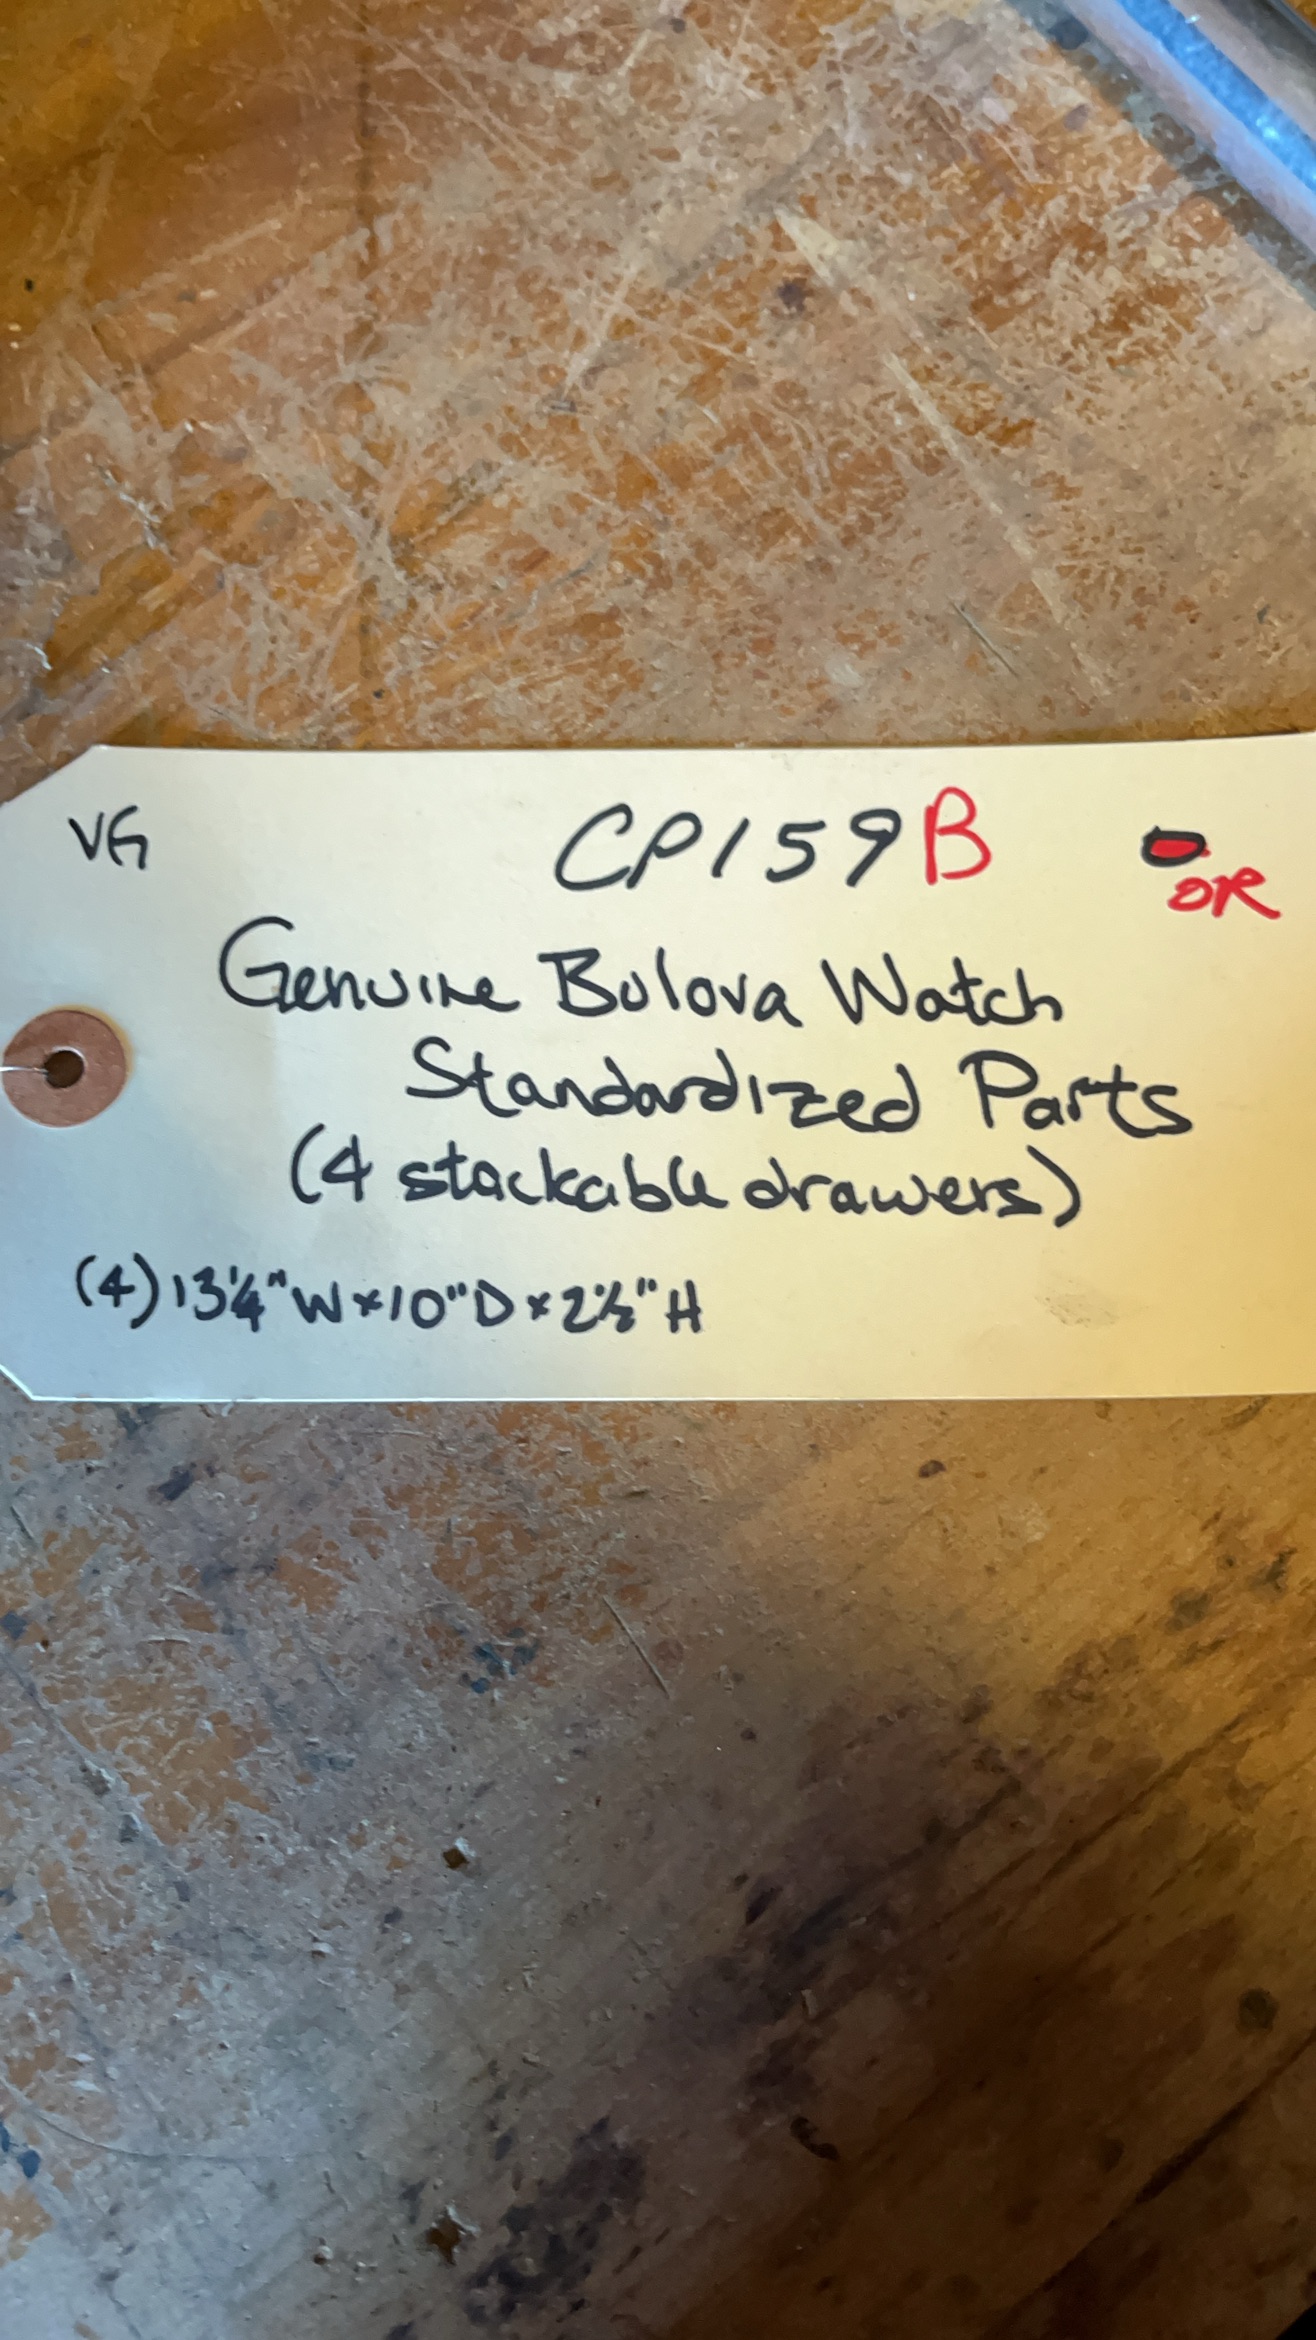 VG CP159B OR
Genuine Bulova Watch
Standardized Parts
(4 stackable drawers)
(4) 13¼" W x 10" D x 2½" H